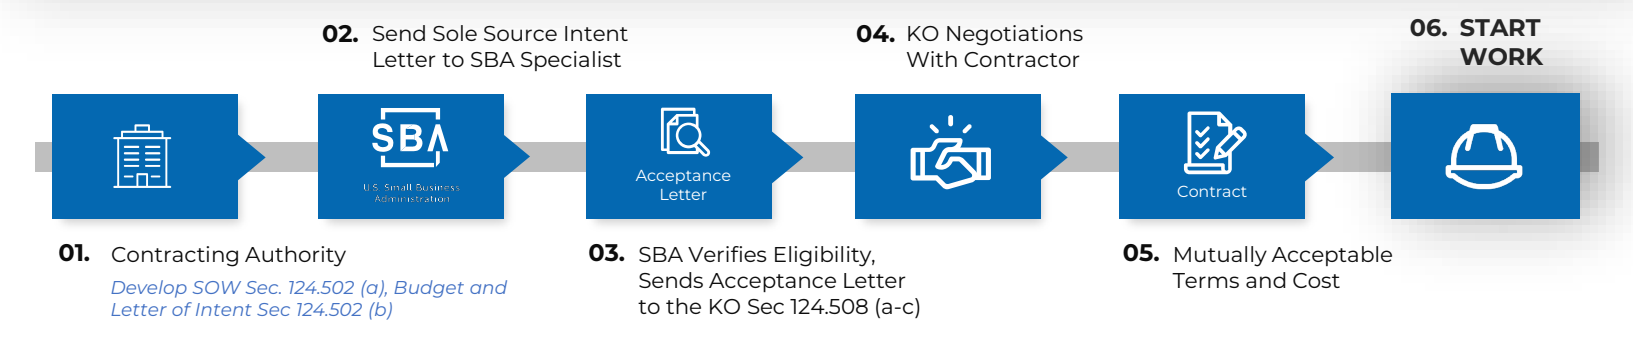 01.
Contracting Authority
Develop SOW Sec. 124.502 (a), Budget and
Letter of Intent Sec 124.502 (b)
02. Send Sole Source Intent
Letter to SBA Specialist
SBA
U.S. Small Business
Administration
Acceptance
Letter
03. SBA Verifies Eligibility,
Sends Acceptance Letter
to the KO Sec 124.508 (a-c)
04. KO Negotiations
With Contractor
Contract
05. Mutually Acceptable
Terms and Cost
06. START
WORK